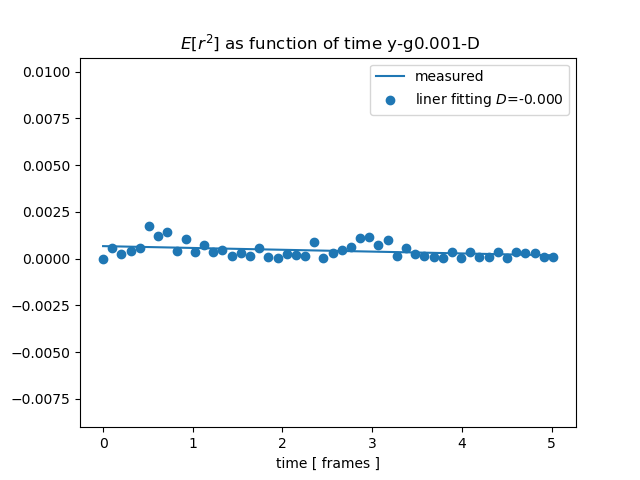 E[r²] as function of time y-g0.001-D
measured
liner fitting D=-0.000
0.0100
0.0075
0.0050
0.0025
0.0000
−0.0025
−0.0050
−0.0075
0 1 2 3 4 5
time [ frames ]